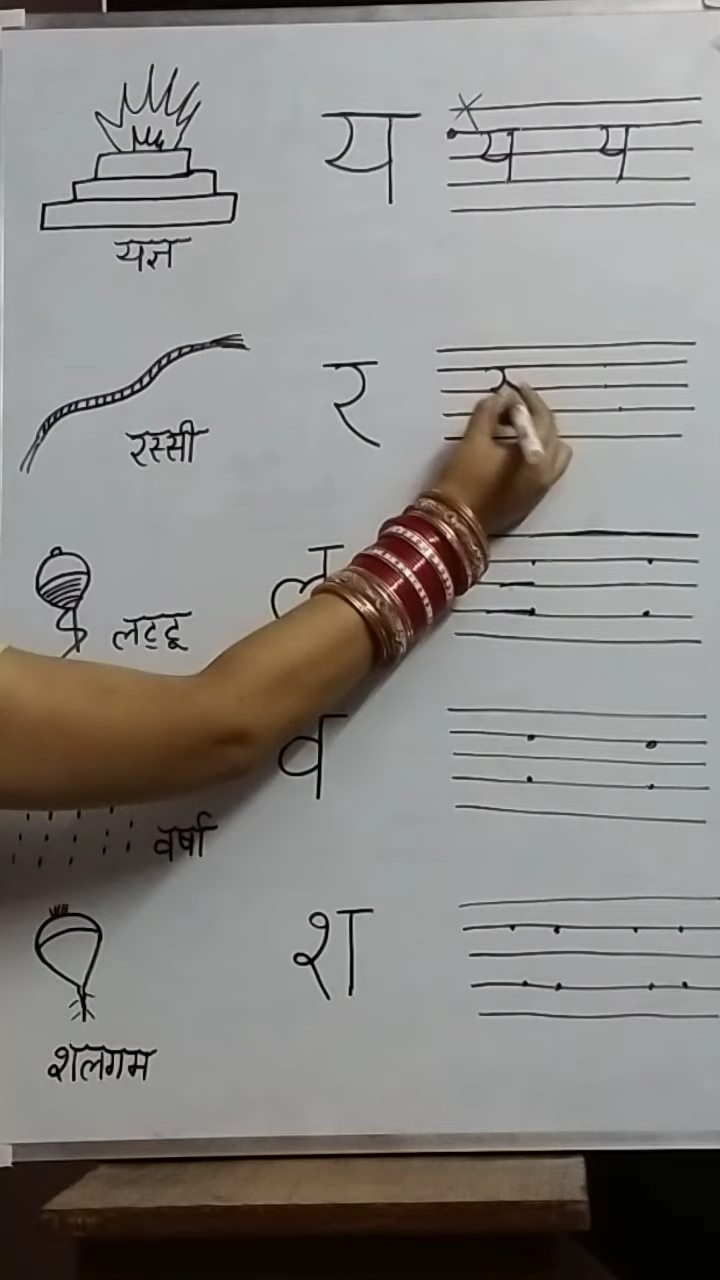 य य य
यज्ञ
र र
रस्सी
ल
लट्टू
व
वर्षा
श
शलगम